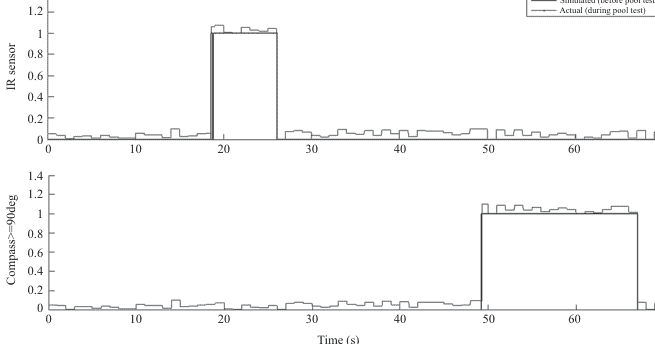 Simulated (before pool test
Actual (during pool test)
1.2
1
0.8
0.6
0.4
0.2
0
IR sensor
0 10 20 30 40 50 60
1.4
1.2
1
0.8
0.6
0.4
0.2
0
Compass>=90deg
0 10 20 30 40 50 60
Time (s)